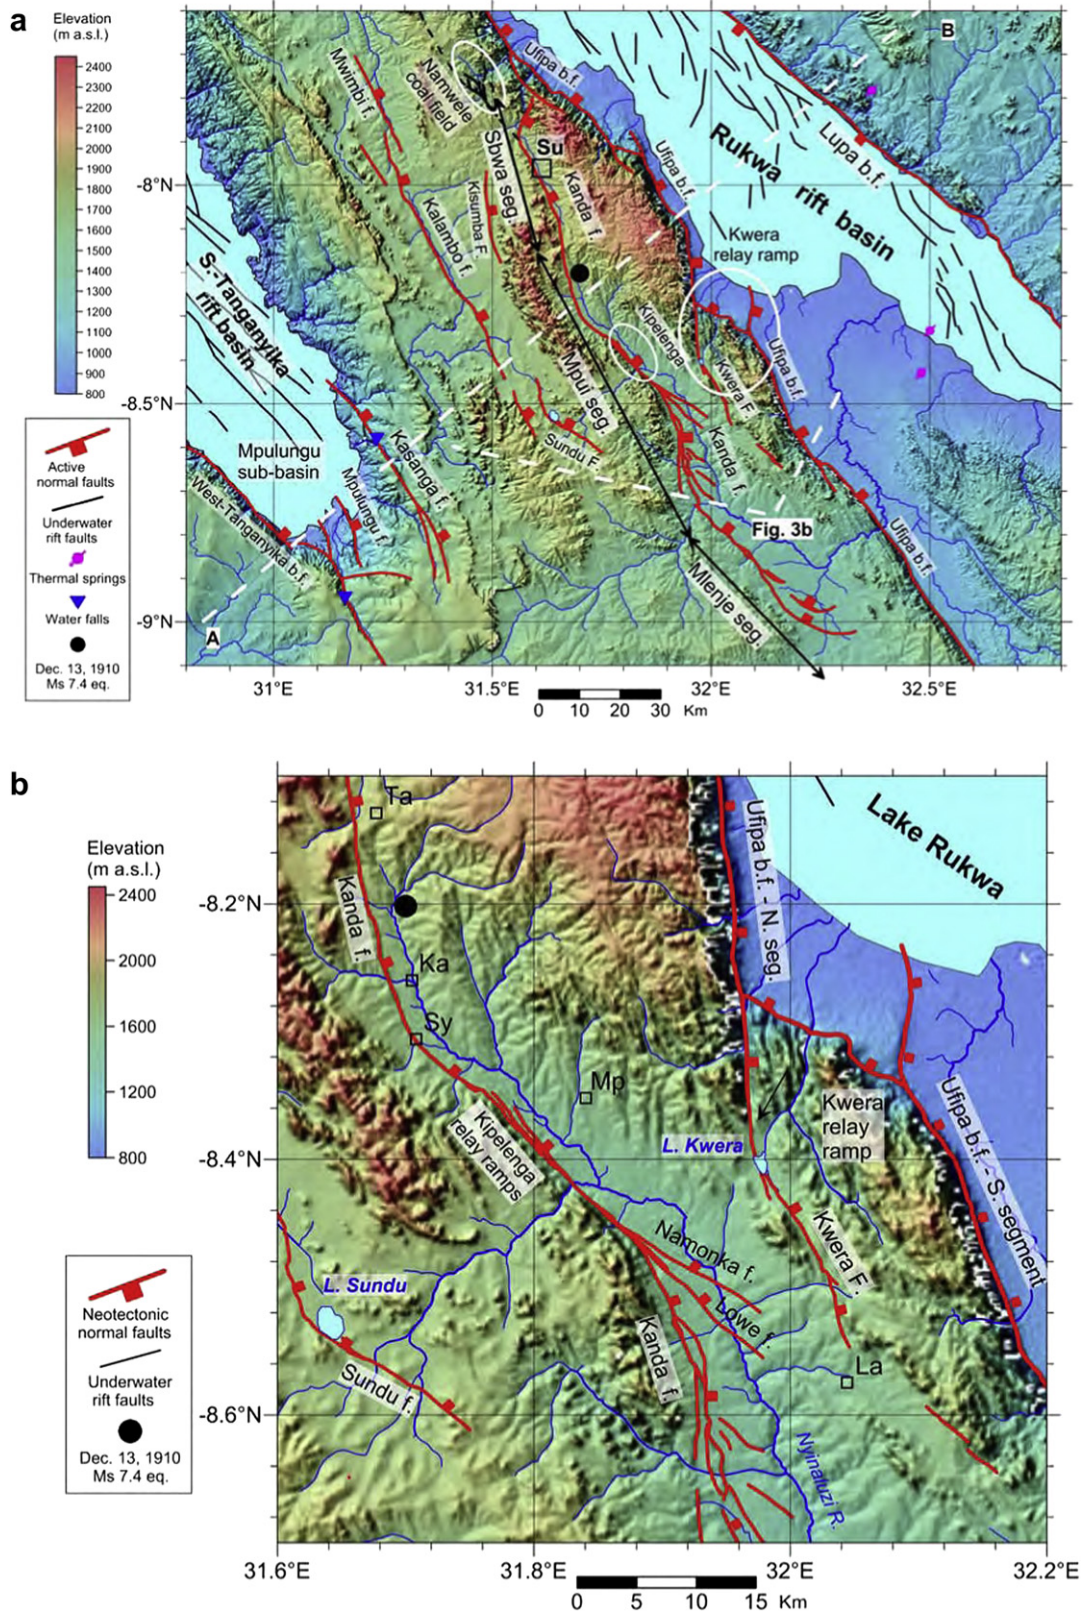 a
Elevation
(m a.s.l.)
2400
2300
2200
2100
2000
1900
1800
1700
1600
1500
1400
1300
1200
1100
1000
900
800
Active
normal faults
Underwater
rift faults
Thermal springs
Water falls
Dec. 13, 1910
Ms 7.4 eq.
-8°N
-8.5°N
-9°N
31°E
31.5°E
32°E
32.5°E
0 10 20 30 Km
B
Mwimbi f.
Namwele
coal field
Ufipa b.f.
Sbwa seg.
Su
Kanda f.
Ufipa b.f.
Rukwa rift basin
Lupa b.f.
Kisumba F.
Kalambo f.
Kwera
relay ramp
S.-Tanganyika
rift basin
Kipelenga
Mpul seg.
Kwera F.
Ufipa b.f.
Mpulungu
sub-basin
Kasanga f.
Sundu F.
Kanda f.
West-Tanganyika b.f.
Mpulungu f.
Fig. 3b
Ufipa b.f.
Mlenje seg.
A
b
Elevation
(m a.s.l.)
2400
2000
1600
1200
800
Neotectonic
normal faults
Underwater
rift faults
Dec. 13, 1910
Ms 7.4 eq.
-8.2°N
-8.4°N
-8.6°N
31.6°E
31.8°E
32°E
32.2°E
0 5 10 15 Km
Ta
Lake Rukwa
Ufipa b.f. - N. seg.
Kanda f.
Ka
Sy
Mp
Kipelenga
relay ramps
L. Kwera
Kwera
relay
ramp
Ufipa b.f. - S. segment
Kwera F.
Namonka f.
L. Sundu
Lowe f.
Kanda f.
La
Sundu f.
Nyinaluzi R.